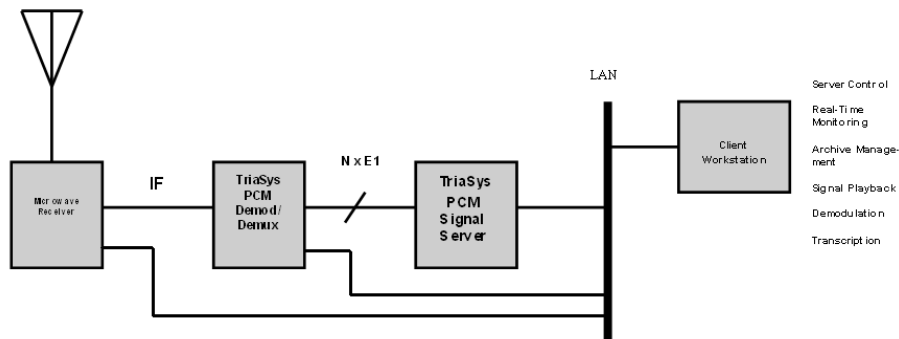 LAN
Server Control
Real-Time
Monitoring
Client
Workstation
Archive Manage-
ment
Signal Playback
Demodulation
Transcription
Microwave
Receiver
IF
TriaSys
PCM
Demod/
Demux
N x E1
TriaSys
PCM
Signal
Server